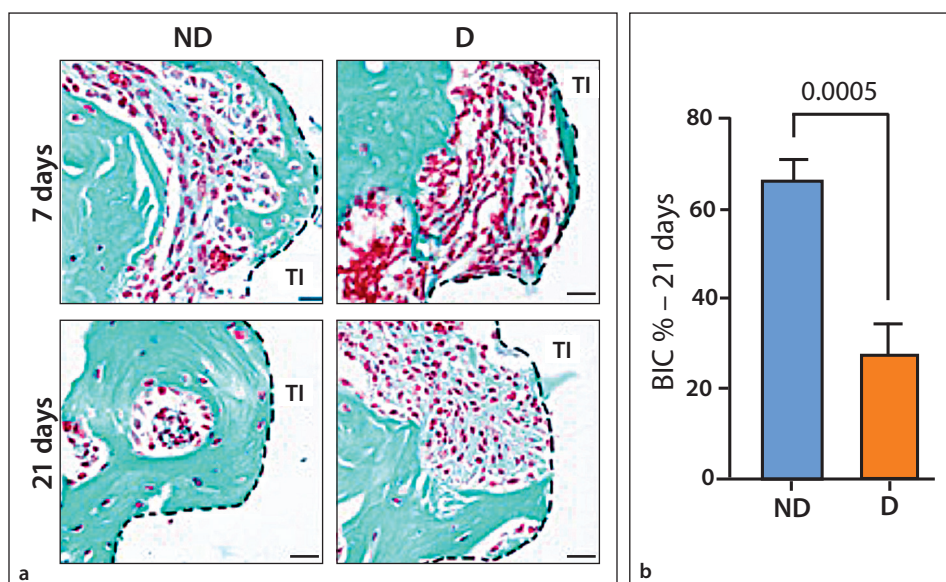 ND
D
7 days
TI
TI
21 days
TI
TI
a
0.0005
BIC % – 21 days
80
60
40
20
0
ND
D
b